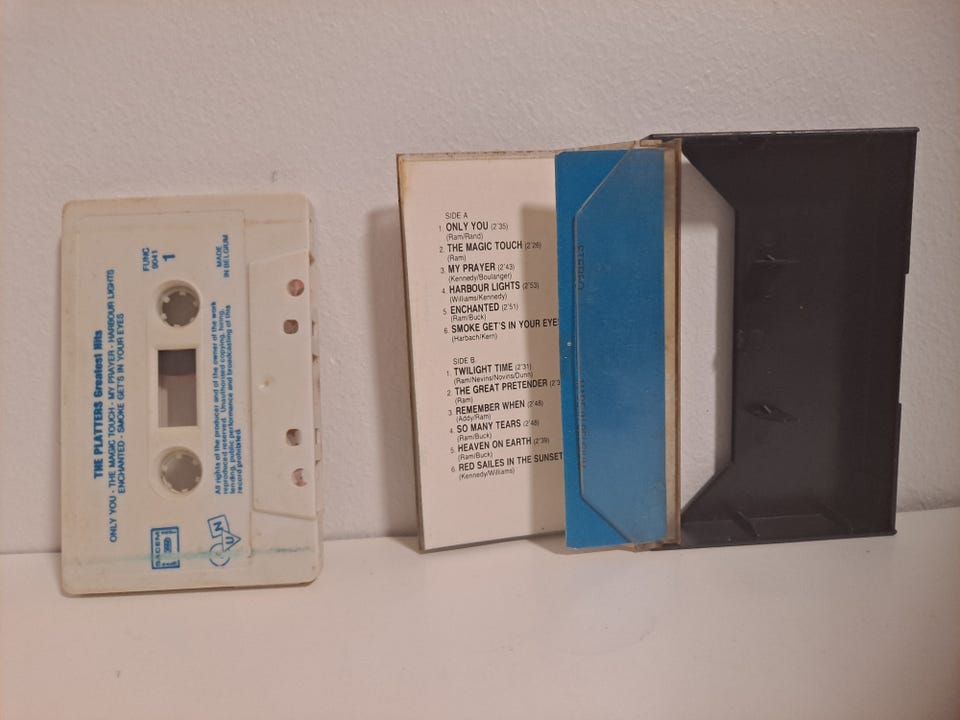 THE PLATTERS Greatest Hits
ONLY YOU - THE MAGIC TOUCH - MY PRAYER - HARBOUR LIGHTS
ENCHANTED - SMOKE GET'S IN YOUR EYES
FUNC
9041
1
MADE
IN BELGIUM
SACEM
FUN
All rights of the producer and of the owner of the work
reproduced reserved. Unauthorized copying, hiring,
lending, public performance and broadcasting of this
record prohibited.
SIDE A
1. ONLY YOU (2'35)
(Ram/Rand)
2. THE MAGIC TOUCH (2'26)
(Ram)
3. MY PRAYER (2'43)
(Kennedy/Boulanger)
4. HARBOUR LIGHTS (2'53)
(Williams/Kennedy)
5. ENCHANTED (2'51)
(Ram/Buck)
6. SMOKE GET'S IN YOUR EYE
(Harbach/Kern)
SIDE B
1. TWILIGHT TIME (2'31)
(Ram/Nevins/Novins/Dunn)
2. THE GREAT PRETENDER (2'3
(Ram)
3. REMEMBER WHEN (2'48)
(Addy/Ram)
4. SO MANY TEARS (2'48)
(Ram/Buck)
5. HEAVEN ON EARTH (2'39)
(Ram/Buck)
6. RED SAILES IN THE SUNSET
(Kennedy/Williams)